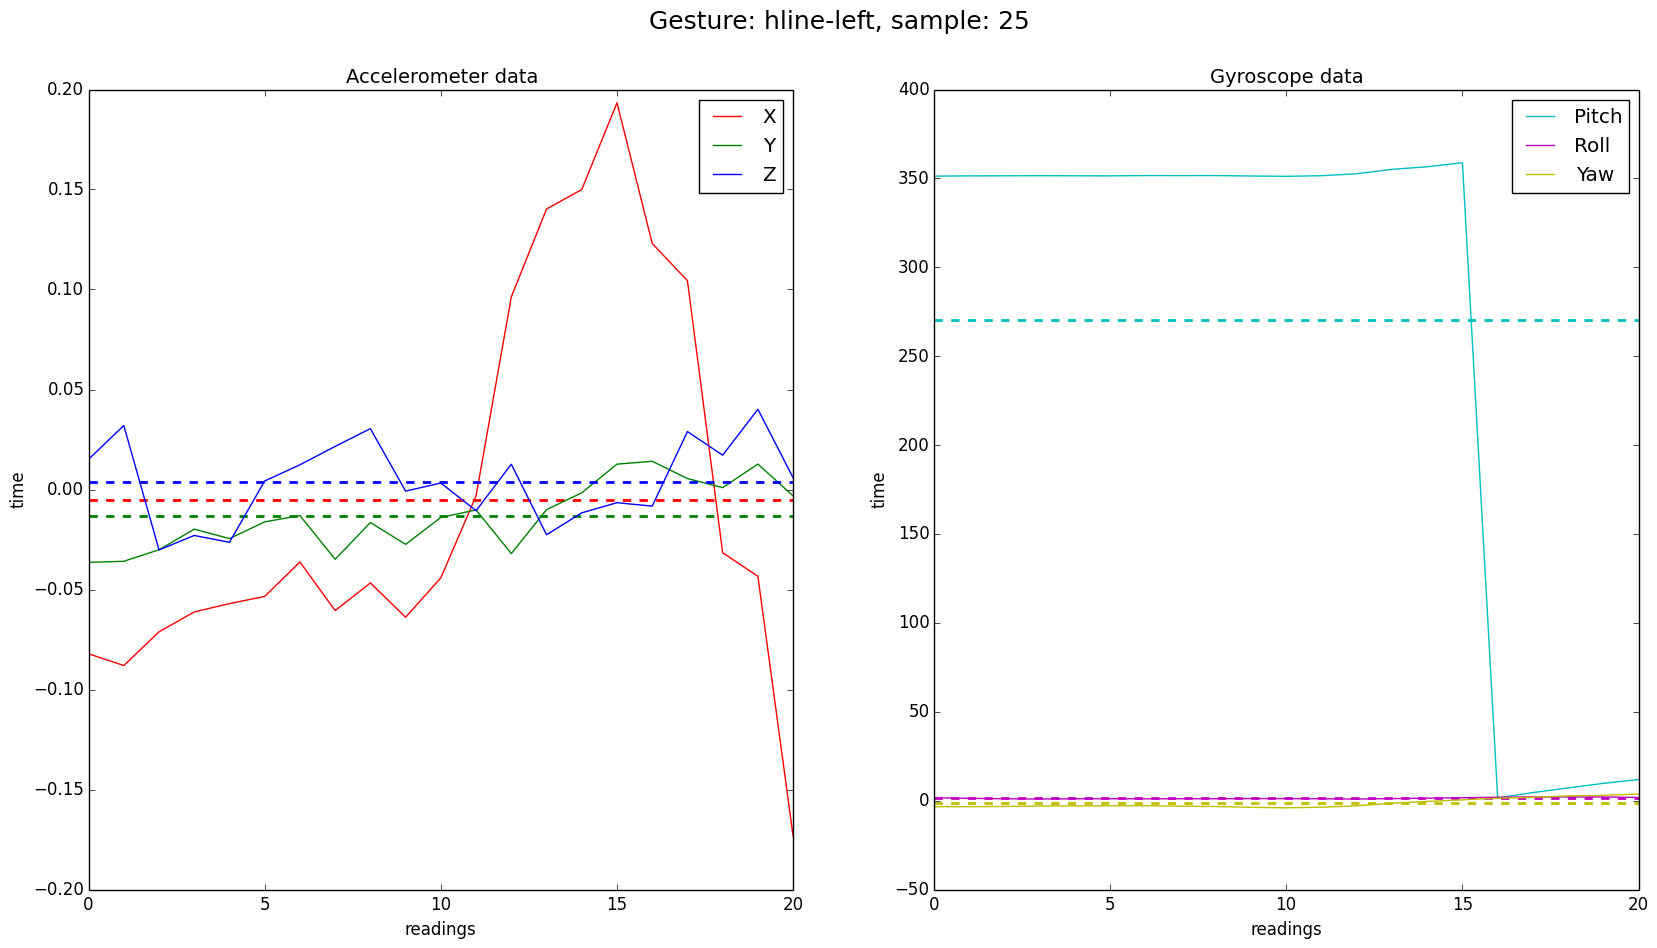 Gesture: hline-left, sample: 25
Accelerometer data
0.20
0.15
0.10
0.05
0.00
−0.05
−0.10
−0.15
−0.20
time
0
5
10
15
20
readings
X
Y
Z
Gyroscope data
400
350
300
250
200
150
100
50
0
−50
time
0
5
10
15
20
readings
Pitch
Roll
Yaw